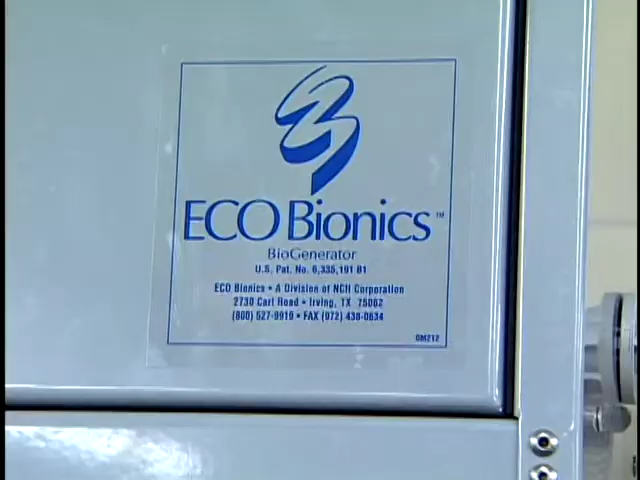 ECO Bionics™
BioGenerator
U.S. Pat. No. 6,335,191 B1
ECO Bionics • A Division of NCH Corporation
2730 Carl Road • Irving, TX 75062
(800) 527-9919 • FAX (972) 438-0634
GM212